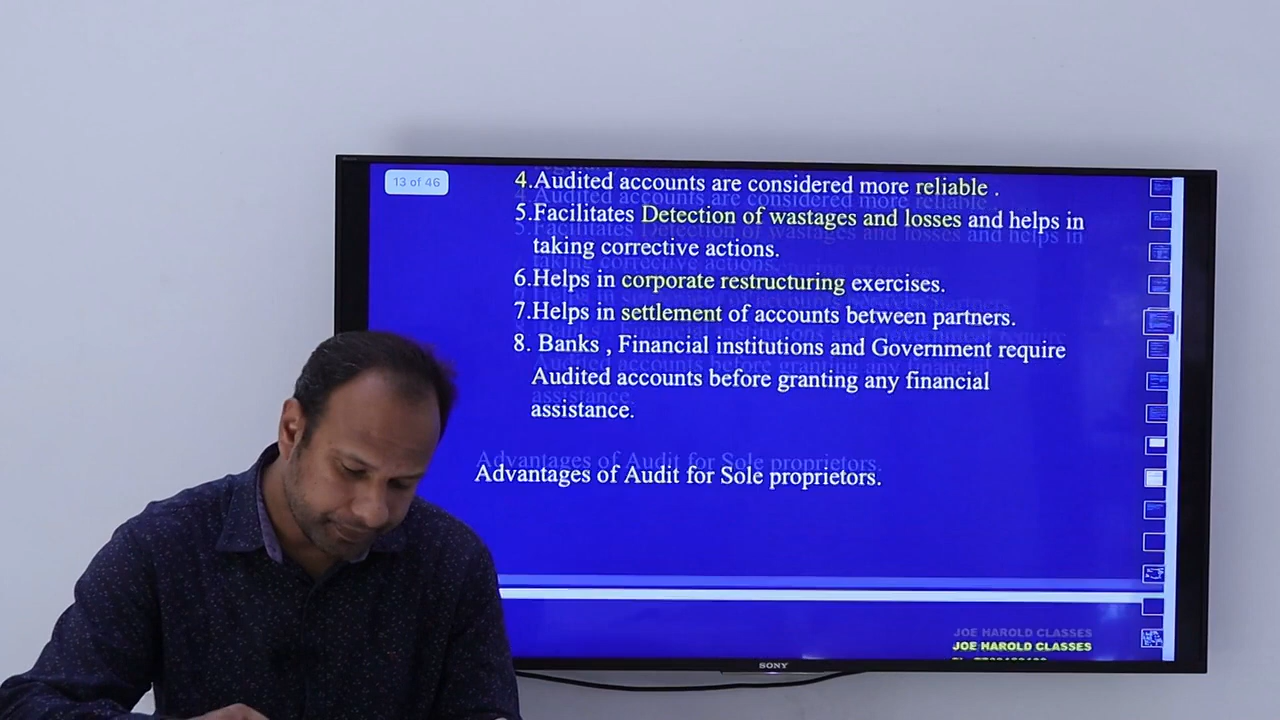 13 of 46
4.Audited accounts are considered more reliable .
5.Facilitates Detection of wastages and losses and helps in
taking corrective actions.
6.Helps in corporate restructuring exercises.
7.Helps in settlement of accounts between partners.
8. Banks , Financial institutions and Government require
Audited accounts before granting any financial
assistance.
Advantages of Audit for Sole proprietors.
JOE HAROLD CLASSES
SONY